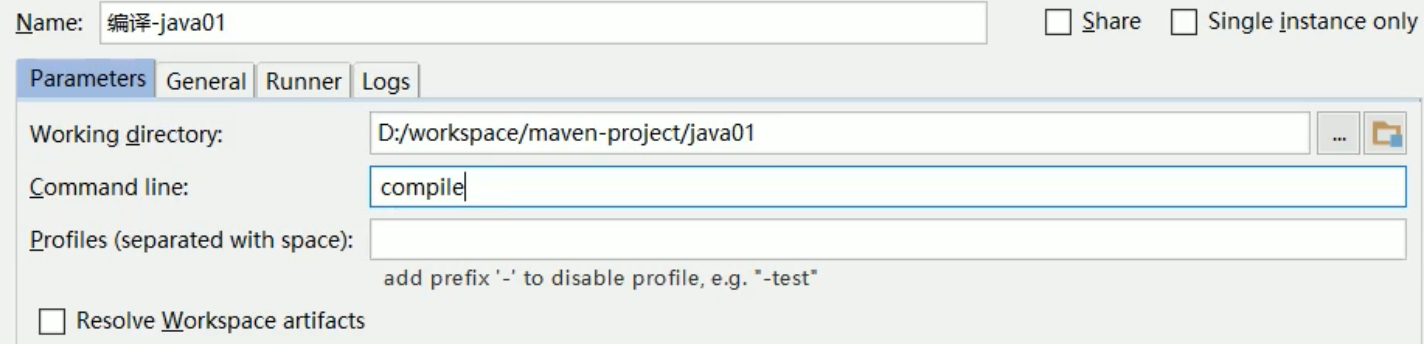 Name: 编译-java01 Share Single instance only
Parameters General Runner Logs
Working directory: D:/workspace/maven-project/java01 ...
Command line: compile
Profiles (separated with space):
add prefix '-' to disable profile, e.g. "-test"
Resolve Workspace artifacts